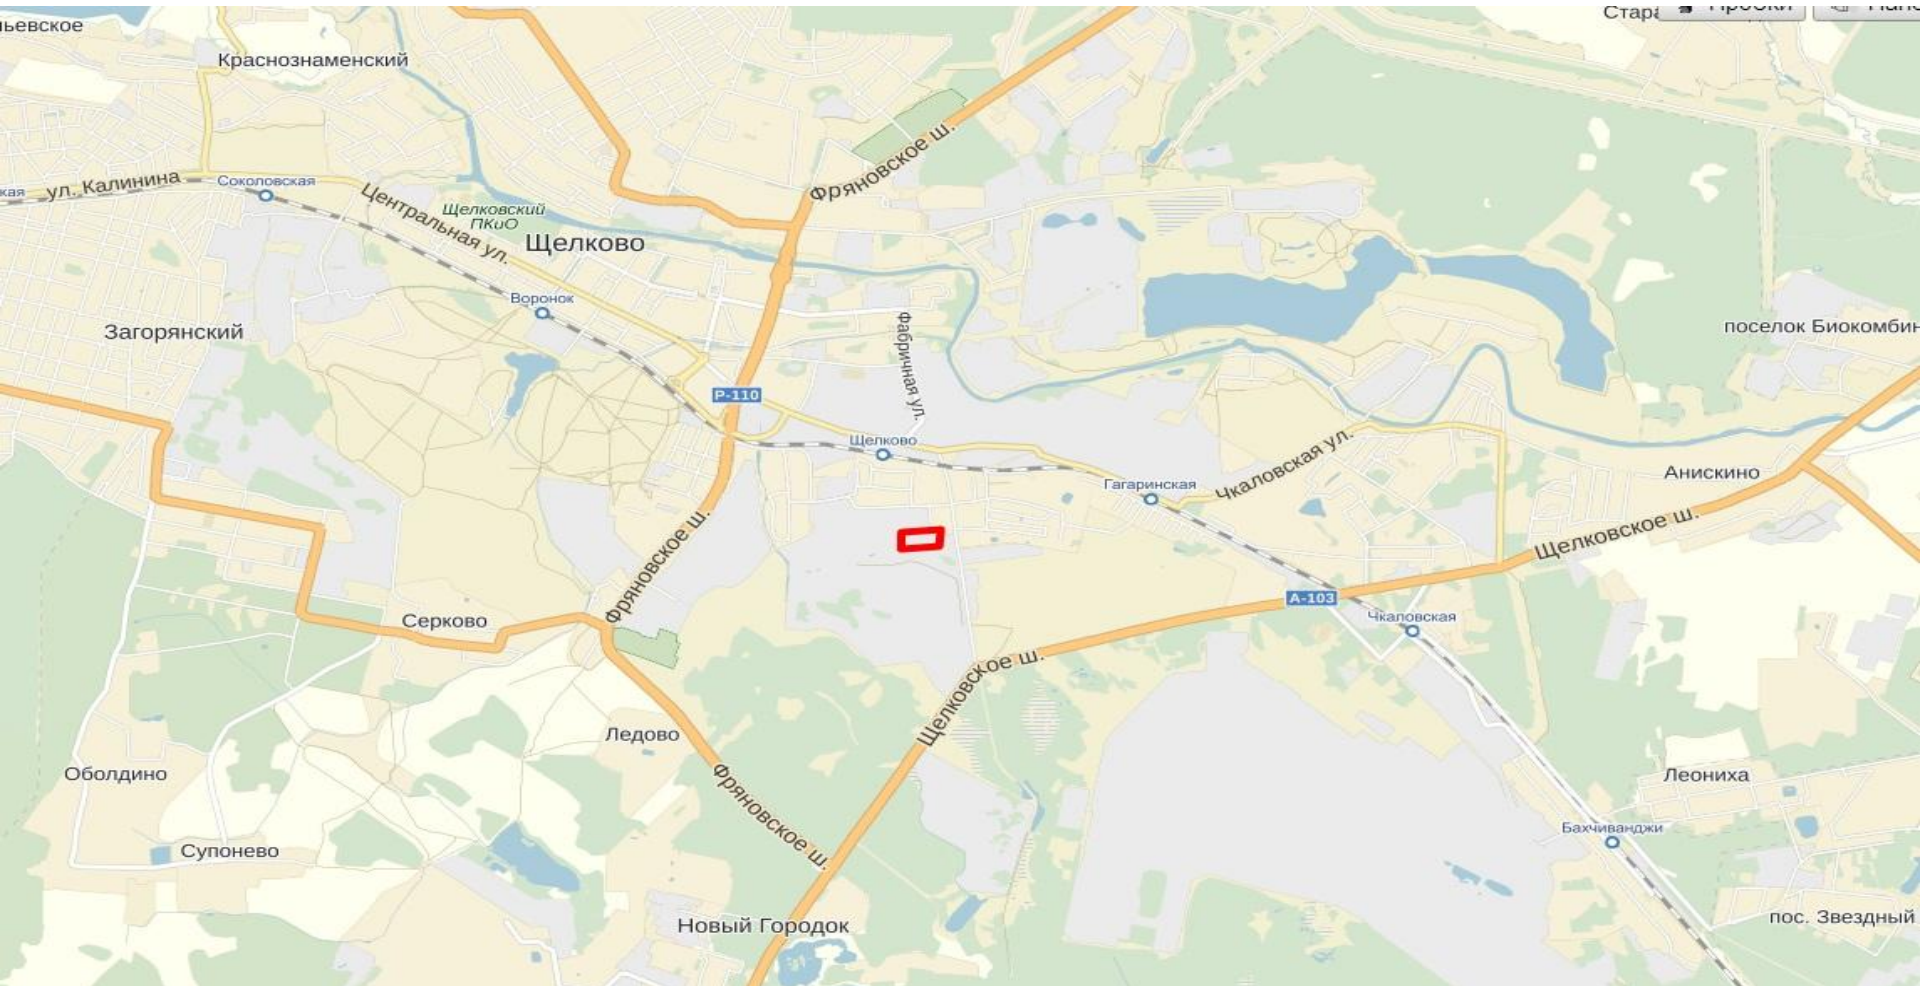 Краснознаменский
ул. Калинина
Соколовская
Центральная ул.
Щелковский
ПКиО
Щелково
Фряновское ш.
Воронок
Загорянский
Фабричная ул.
поселок Биокомбин
Р-110
Щелково
Гагаринская
Чкаловская ул.
Анискино
Щелковское ш.
Фряновское ш.
А-103
Чкаловская
Серково
Щелковское ш.
Ледово
Оболдино
Фряновское ш.
Леониха
Супонево
Бахчиванджи
Новый Городок
пос. Звездный